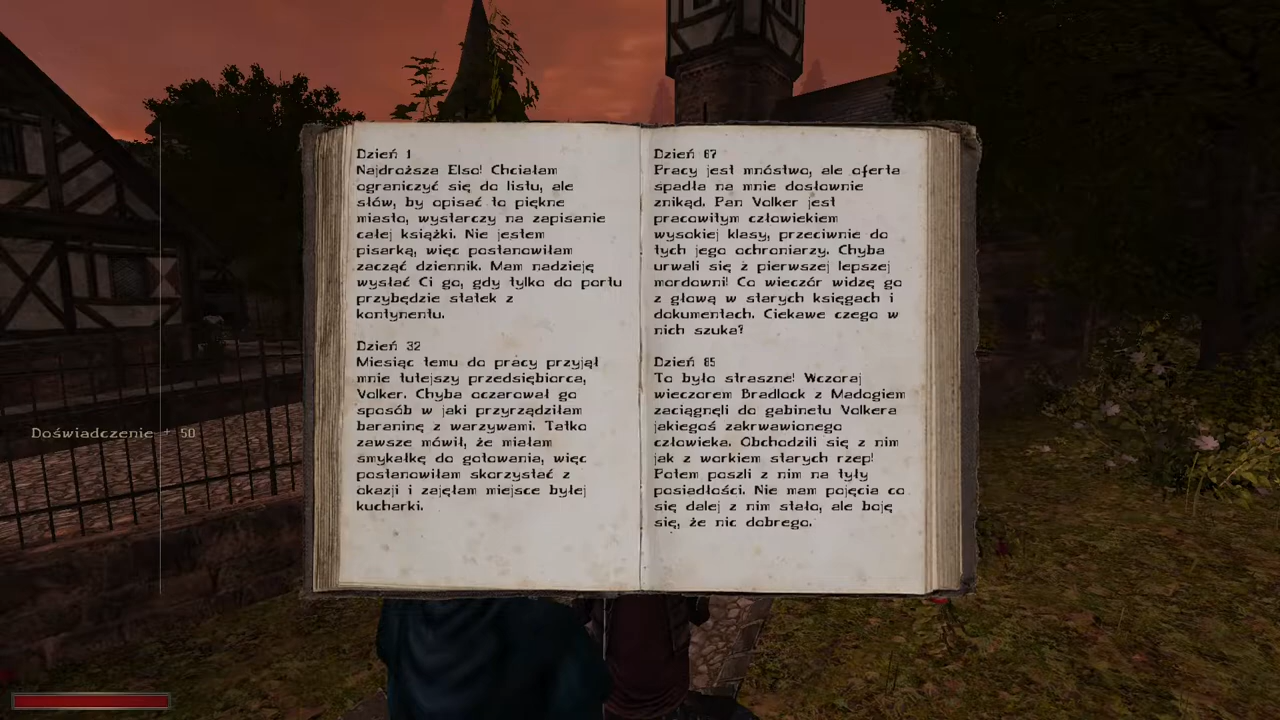 Dzień 1
Najdroższa Elso! Chciałam
ograniczyć się do listu, ale
słów, by opisać to piękne
miasto, wystarczy na zapisanie
całej książki. Nie jestem
pisarką, więc postanowiłam
zacząć dziennik. Mam nadzieję
wysłać Ci go, gdy tylko do portu
przybędzie statek z
kontynentu.
Dzień 32
Miesiąc temu do pracy przyjął
mnie tutejszy przedsiębiorca,
Volker. Chyba oczarował go
sposób w jaki przyrządziłam
baraninę z warzywami. Tatko
zawsze mówił, że miałam
smykałkę do gotowania, więc
postanowiłam skorzystać z
okazji i zajęłam miejsce byłej
kucharki.
Dzień 67
Pracy jest mnóstwo, ale oferta
spadła na mnie dosłownie
znikąd. Pan Volker jest
pracowitym człowiekiem
wysokiej klasy, przeciwnie do
tych jego ochroniarzy. Chyba
urwali się z pierwszej lepszej
mordowni! Co wieczór widzę go
z głową w starych księgach i
dokumentach. Ciekawe czego w
nich szuka?
Dzień 85
To było straszne! Wczoraj
wieczorem Bradlock z Madogiem
zaciągnęli do gabinetu Volkera
jakiegoś zakrwawionego
człowieka. Obchodzili się z nim
jak z workiem starych rzep!
Potem poszli z nim na tyły
posiadłości. Nie mam pojęcia co
się dalej z nim stało, ale boję
się, że nic dobrego.
Doświadczenie + 50